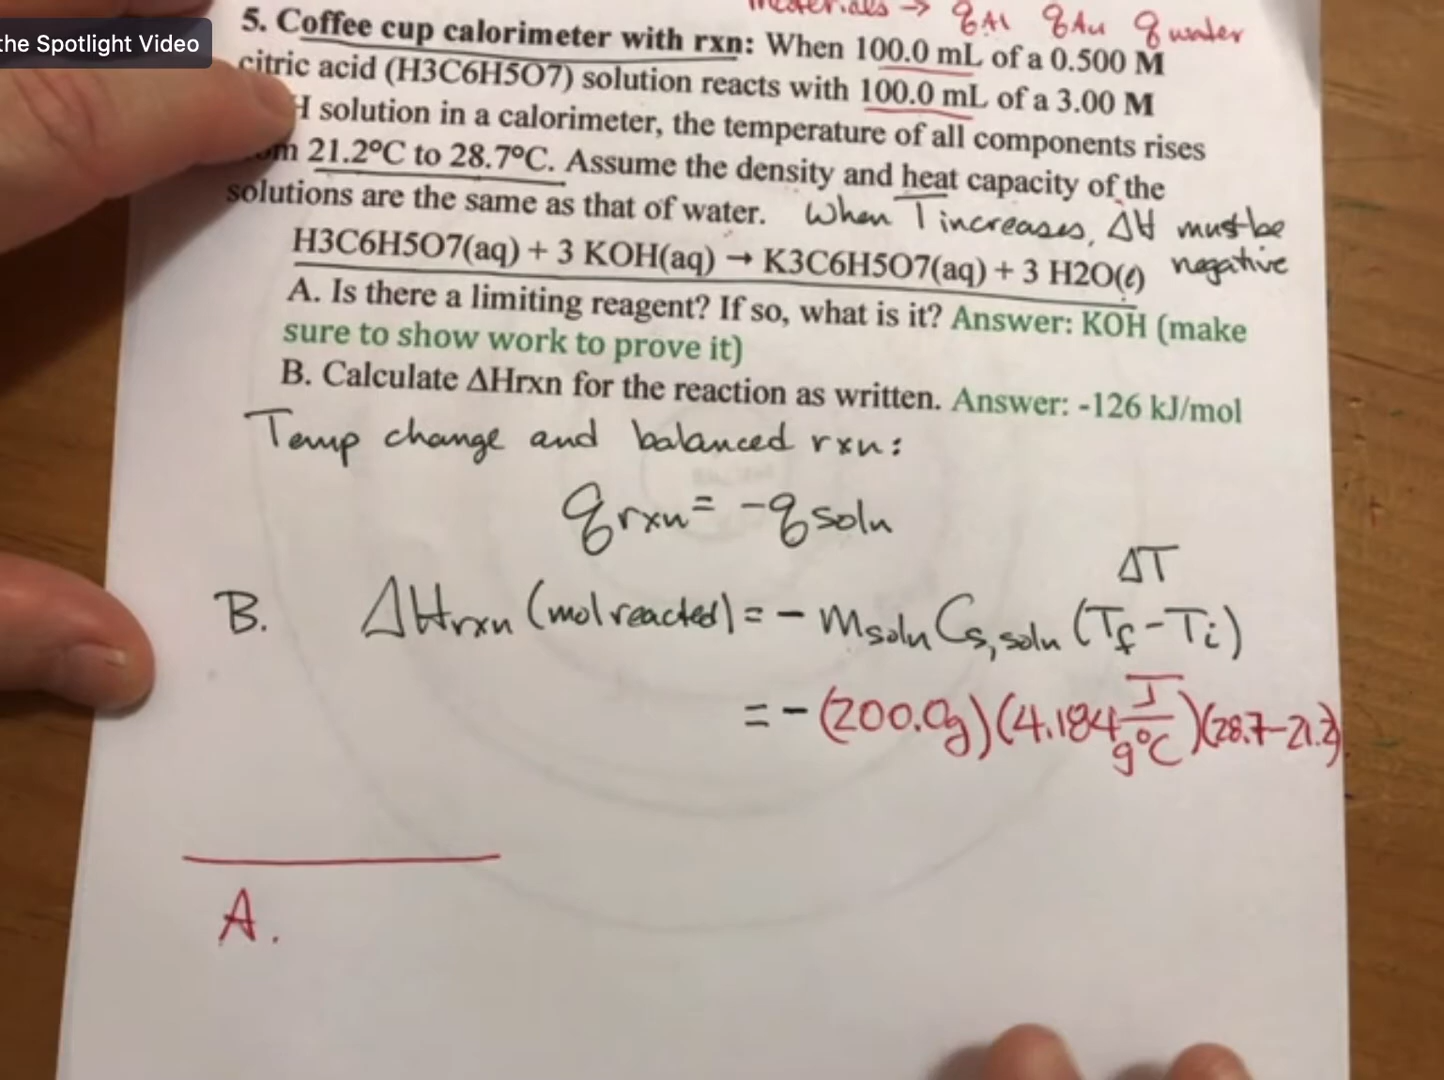 materials → qAl qAu qwater
the Spotlight Video
5. Coffee cup calorimeter with rxn: When 100.0 mL of a 0.500 M
citric acid (H3C6H5O7) solution reacts with 100.0 mL of a 3.00 M
H solution in a calorimeter, the temperature of all components rises
om 21.2ºC to 28.7ºC. Assume the density and heat capacity of the
solutions are the same as that of water. When T increases, ΔH must be
negative
H3C6H5O7(aq) + 3 KOH(aq) → K3C6H5O7(aq) + 3 H2O(ℓ)
A. Is there a limiting reagent? If so, what is it? Answer: KOH (make
sure to show work to prove it)
B. Calculate ΔHrxn for the reaction as written. Answer: -126 kJ/mol
Temp change and balanced rxn:
qrxn = -qsoln
ΔT
B. ΔHrxn (mol reacted) = - msoln Cs,soln (Tf - Ti)
= - (200.0g)(4.184 J/g°C)(28.7-21.2)
A.